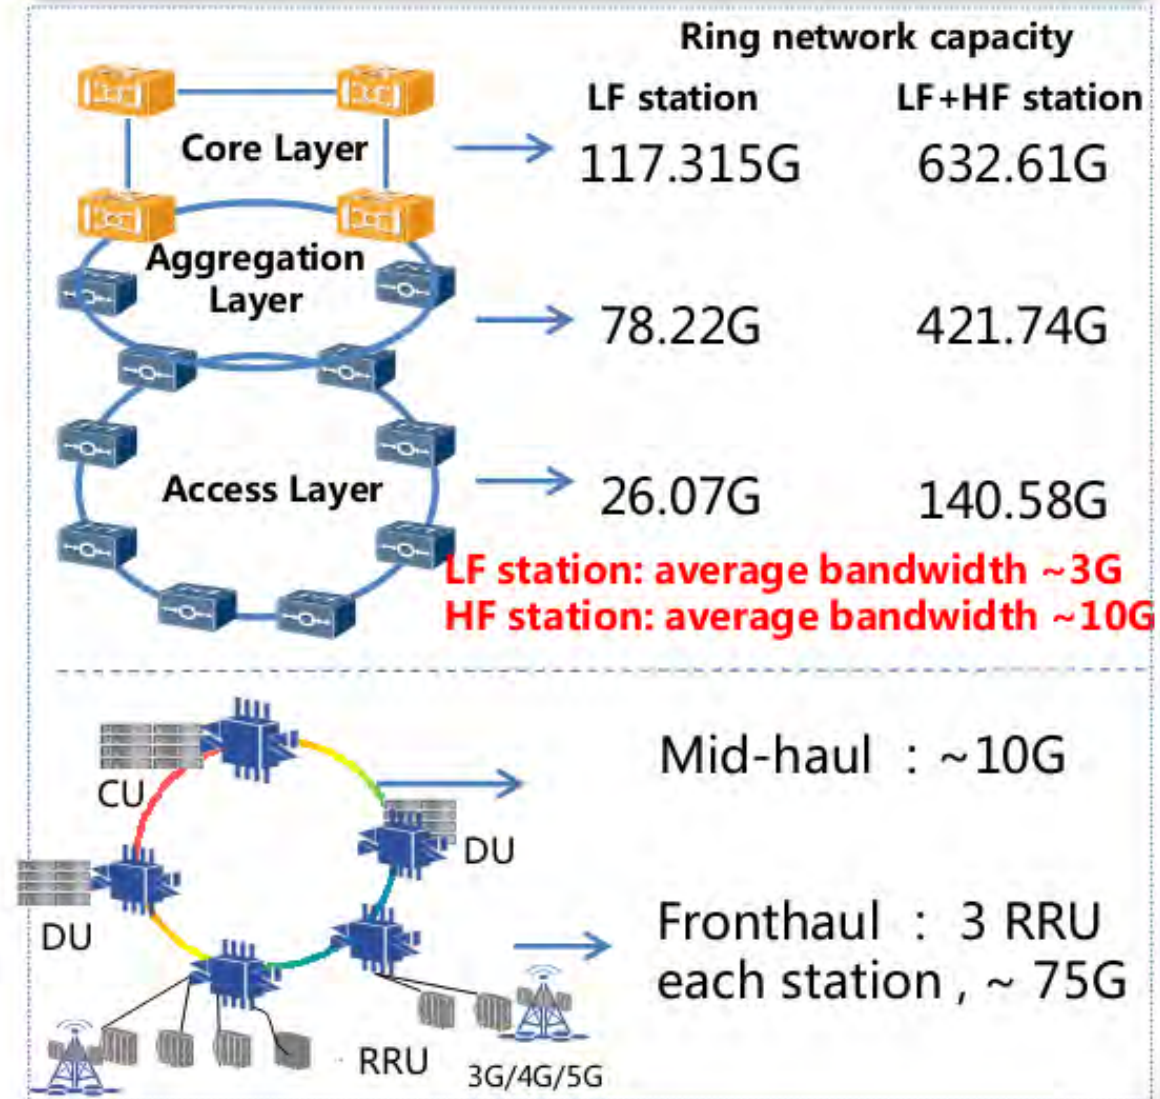 Ring network capacity
LF station
LF+HF station
Core Layer
117.315G
632.61G
Aggregation
Layer
78.22G
421.74G
Access Layer
26.07G
140.58G
LF station: average bandwidth ~3G
HF station: average bandwidth ~10G
CU
Mid-haul : ~10G
DU
DU
Fronthaul : 3 RRU
each station , ~ 75G
RRU
3G/4G/5G